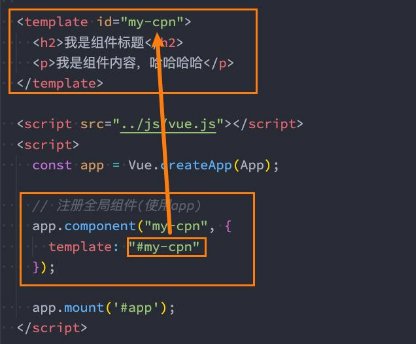 <template id="my-cpn">
<h2>我是组件标题</h2>
<p>我是组件内容, 哈哈哈哈</p>
</template>
<script src="../js/vue.js"></script>
<script>
const app = Vue.createApp(App);
// 注册全局组件(使用app)
app.component("my-cpn", {
template: "#my-cpn"
});
app.mount('#app');
</script>